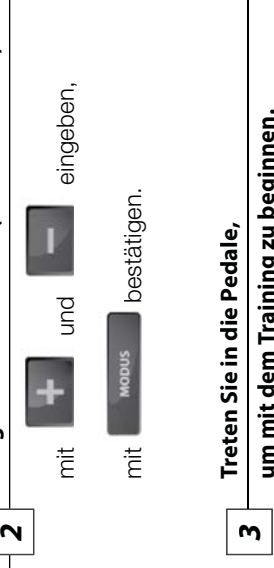 2
mit + und − eingeben,
mit MODUS bestätigen.
3
Treten Sie in die Pedale,
um mit dem Training zu beginnen.